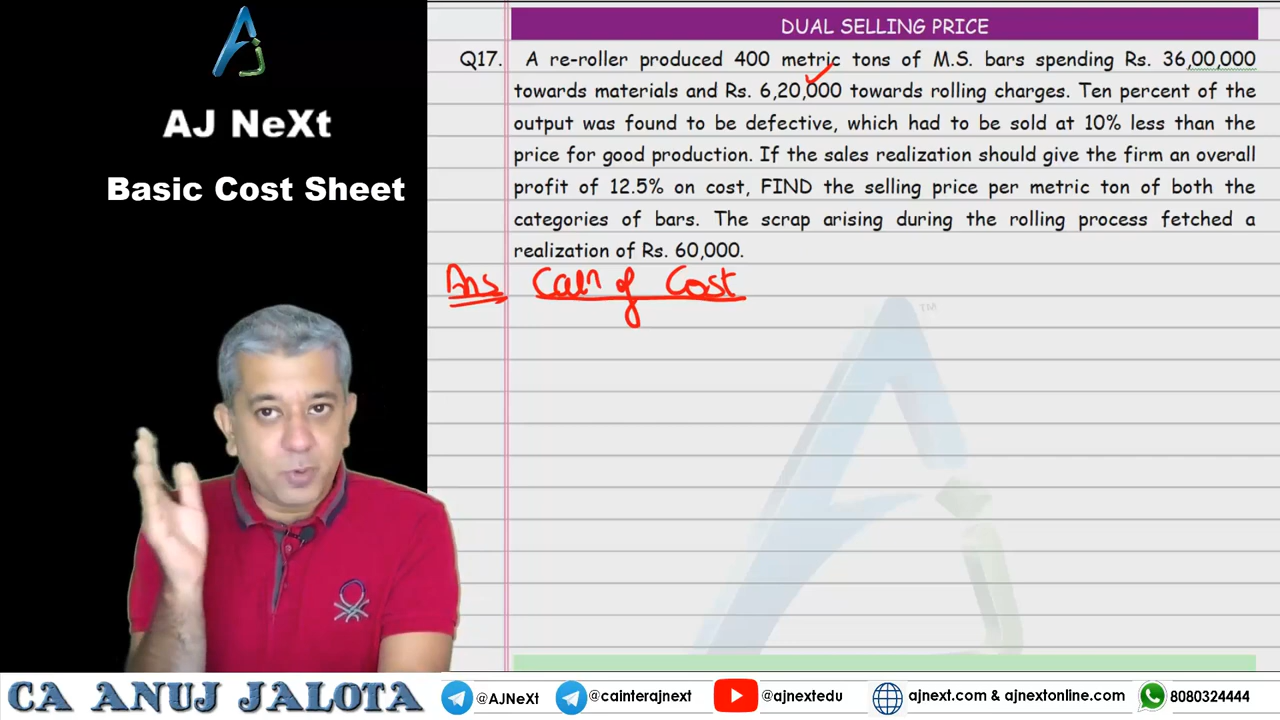 AJ NeXt
Basic Cost Sheet
DUAL SELLING PRICE
Q17. A re-roller produced 400 metric tons of M.S. bars spending Rs. 36,00,000
towards materials and Rs. 6,20,000 towards rolling charges. Ten percent of the
output was found to be defective, which had to be sold at 10% less than the
price for good production. If the sales realization should give the firm an overall
profit of 12.5% on cost, FIND the selling price per metric ton of both the
categories of bars. The scrap arising during the rolling process fetched a
realization of Rs. 60,000.
Ans Caln of Cost
CA ANUJ JALOTA @AJNeXt @cainterajnext @ajnextedu ajnext.com & ajnextonline.com 8080324444